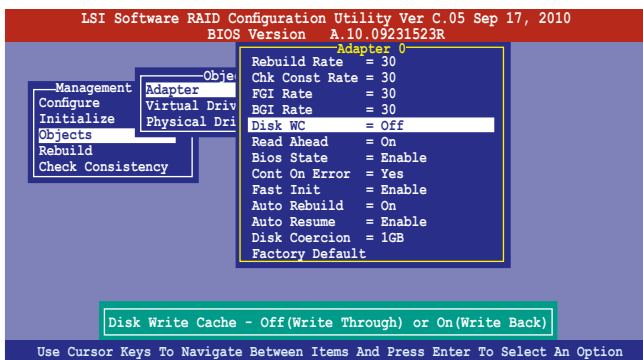 LSI Software RAID Configuration Utility Ver C.05 Sep 17, 2010
BIOS Version A.10.09231523R
Management
Configure
Initialize
Objects
Rebuild
Check Consistency
Obje
Adapter
Virtual Driv
Physical Dri
Adapter 0
Rebuild Rate = 30
Chk Const Rate = 30
FGI Rate = 30
BGI Rate = 30
Disk WC = Off
Read Ahead = On
Bios State = Enable
Cont On Error = Yes
Fast Init = Enable
Auto Rebuild = On
Auto Resume = Enable
Disk Coercion = 1GB
Factory Default
Disk Write Cache - Off(Write Through) or On(Write Back)
Use Cursor Keys To Navigate Between Items And Press Enter To Select An Option